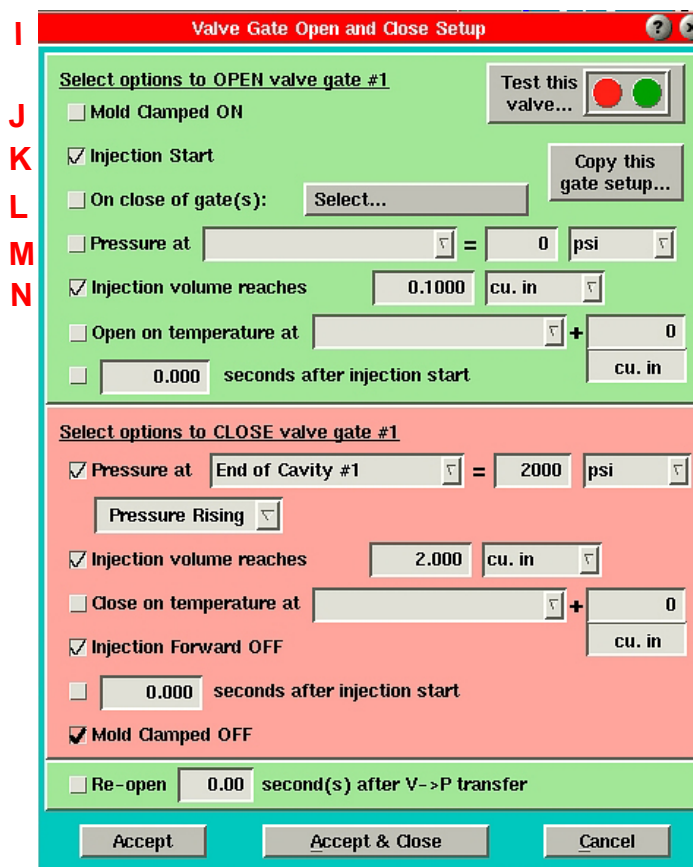 I
Valve Gate Open and Close Setup ?
Select options to OPEN valve gate #1
Test this
valve...
J
Mold Clamped ON
K
Injection Start
Copy this
gate setup...
L
On close of gate(s): Select...
M
Pressure at = 0 psi
N
Injection volume reaches 0.1000 cu. in
Open on temperature at + 0
cu. in
0.000 seconds after injection start
Select options to CLOSE valve gate #1
Pressure at End of Cavity #1 = 2000 psi
Pressure Rising
Injection volume reaches 2.000 cu. in
Close on temperature at + 0
cu. in
Injection Forward OFF
0.000 seconds after injection start
Mold Clamped OFF
Re-open 0.00 second(s) after V->P transfer
Accept Accept & Close Cancel